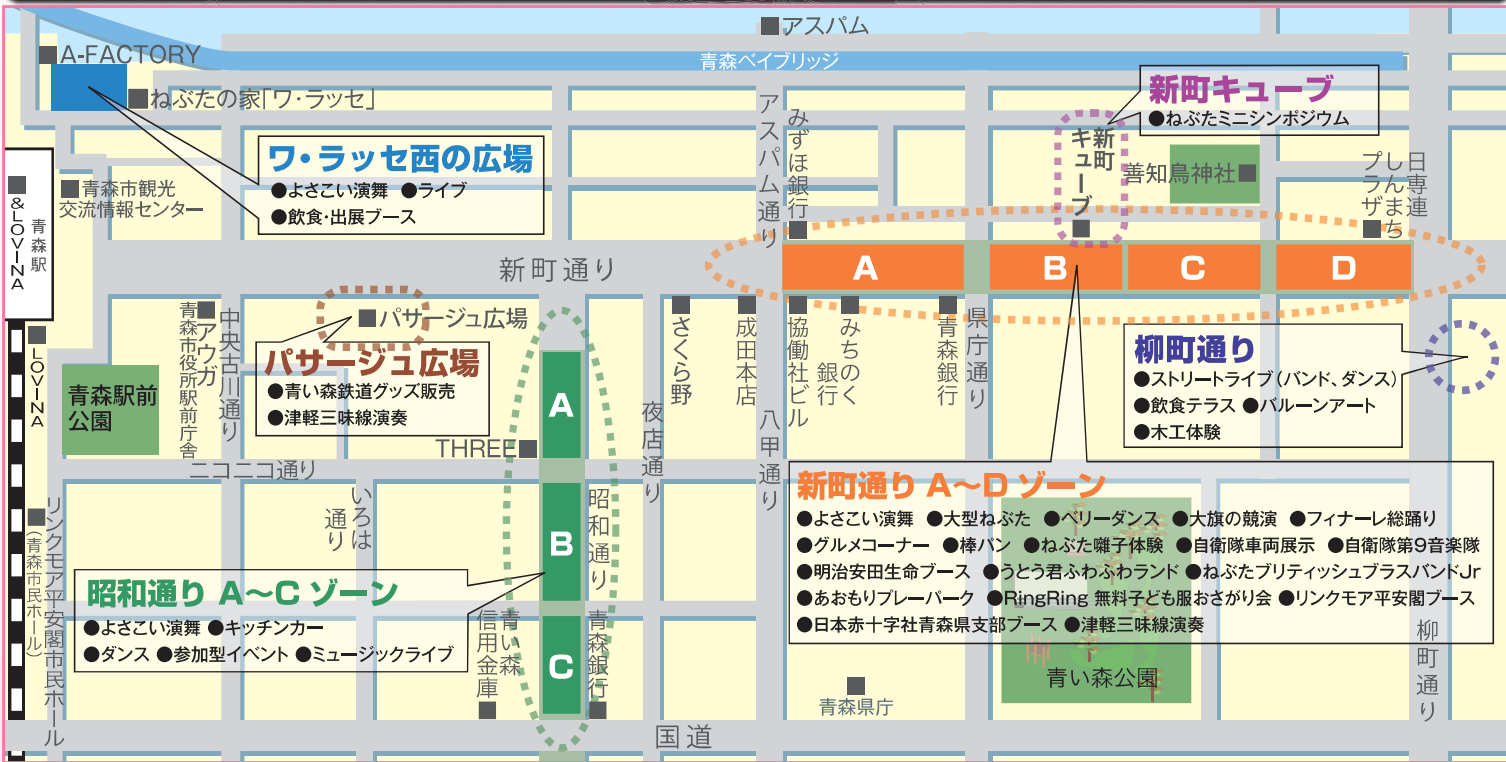 アスパム
A-FACTORY
青森ベイブリッジ
ねぶたの家「ワ・ラッセ」
アスパム通り
みずほ銀行
新町キューブ
●ねぶたミニシンポジウム
新町
キューブ
善知鳥神社
日専連
しんまち
プラザ
ワ・ラッセ西の広場
●よさこい演舞 ●ライブ
●飲食・出展ブース
&LOVINA
青森駅
青森市観光
交流情報センター
新町通り
A
B
C
D
LOVINA
青森駅前
公園
アウガ
青森市役所駅前庁舎
中央古川通り
パサージュ広場
パサージュ広場
●青い森鉄道グッズ販売
●津軽三味線演奏
さくら野
成田本店
協働社ビル
みちのく
銀行
青森銀行
県庁通り
柳町通り
●ストリートライブ(バンド、ダンス)
●飲食テラス ●バルーンアート
●木工体験
A
THREE
夜店通り
八甲通り
ニコニコ通り
いろは
通り
昭和通り
B
新町通り A〜D ゾーン
●よさこい演舞 ●大型ねぶた ●ベリーダンス ●大旗の競演 ●フィナーレ総踊り
●グルメコーナー ●棒パン ●ねぶた囃子体験 ●自衛隊車両展示 ●自衛隊第9音楽隊
●明治安田生命ブース ●うとう君ふわふわランド ●ねぶたブリティッシュブラスバンドJr
●あおもりプレーパーク ●RingRing 無料子ども服おさがり会 ●リンクモア平安閣ブース
●日本赤十字社青森県支部ブース ●津軽三味線演奏
リンクモア平安閣市民ホール
(青森市民ホール)
昭和通り A〜C ゾーン
●よさこい演舞 ●キッチンカー
●ダンス ●参加型イベント ●ミュージックライブ
青い森
信用金庫
C
青森銀行
青森県庁
青い森公園
柳町通り
国道